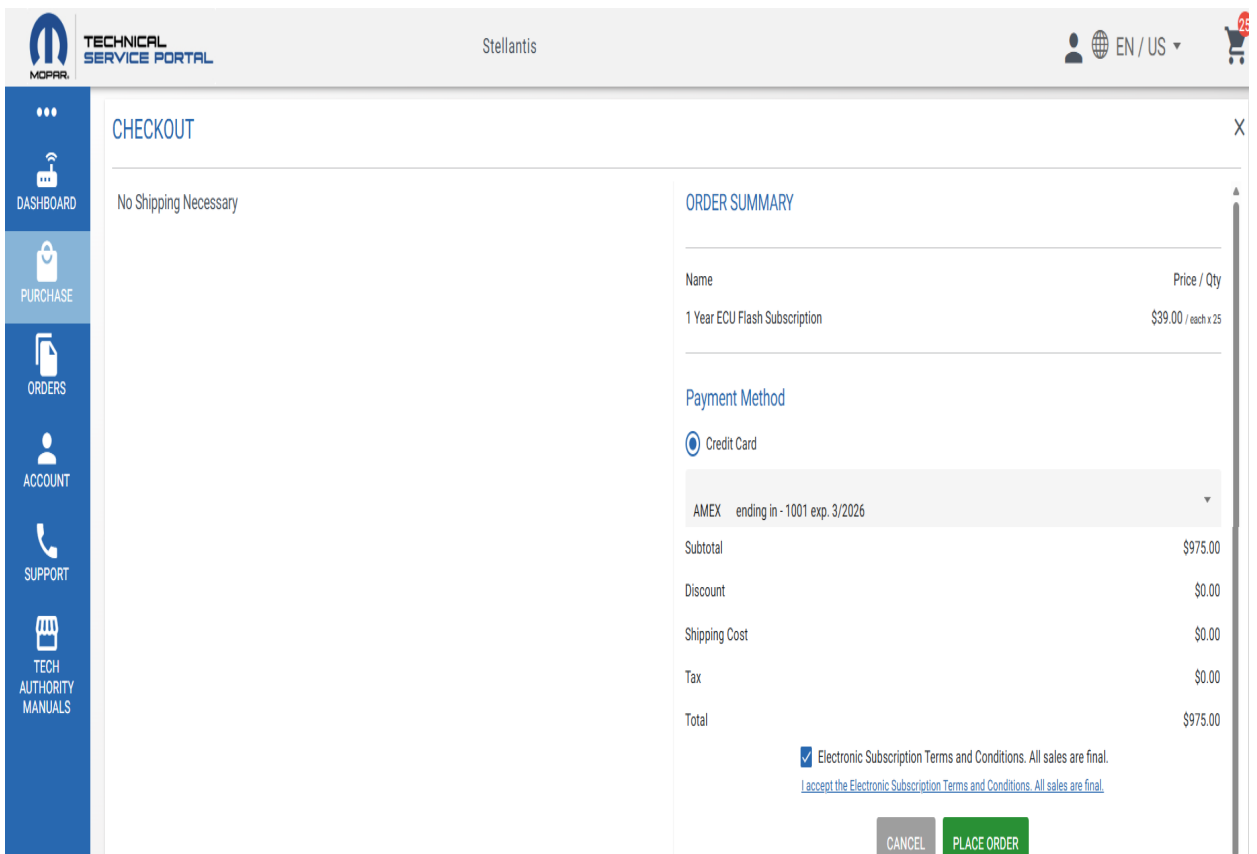 MOPAR.
TECHNICAL
SERVICE PORTAL
Stellantis
EN / US
25
•••
DASHBOARD
PURCHASE
ORDERS
ACCOUNT
SUPPORT
TECH
AUTHORITY
MANUALS
CHECKOUT
X
No Shipping Necessary
ORDER SUMMARY
Name Price / Qty
1 Year ECU Flash Subscription $39.00 / each x 25
Payment Method
Credit Card
AMEX ending in - 1001 exp. 3/2026
Subtotal $975.00
Discount $0.00
Shipping Cost $0.00
Tax $0.00
Total $975.00
Electronic Subscription Terms and Conditions. All sales are final.
I accept the Electronic Subscription Terms and Conditions. All sales are final.
CANCEL PLACE ORDER